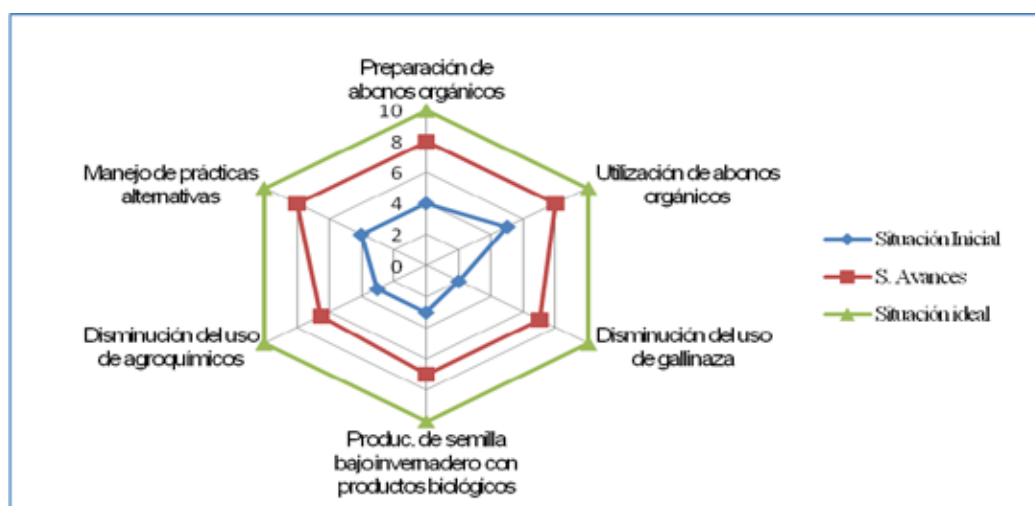 Preparación de
abonos orgánicos
10
8
6
4
2
0
Utilización de abonos
orgánicos
Disminución del uso
de gallinaza
Produc. de semilla
bajo invernadero con
productos biológicos
Disminución del uso
de agroquímicos
Manejo de prácticas
alternativas
Situación Inicial
S. Avances
Situación ideal